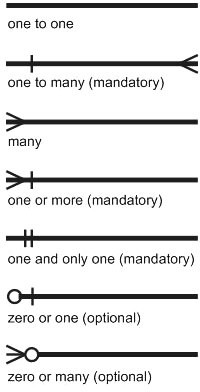 one to one
one to many (mandatory)
many
one or more (mandatory)
one and only one (mandatory)
zero or one (optional)
zero or many (optional)